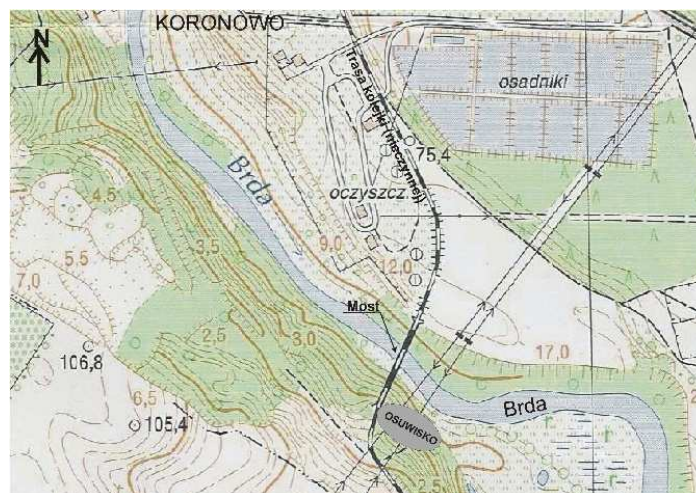 KORONOWO
N
Trasa kolejki (nieczynnej)
osadniki
75,4
Brda
oczyszcz.
4,5
3,5
9,0
12,0
5,5
7,0
Most
2,5
3,0
17,0
106,8
6,5
105,4
Brda
OSUWISKO
2,5